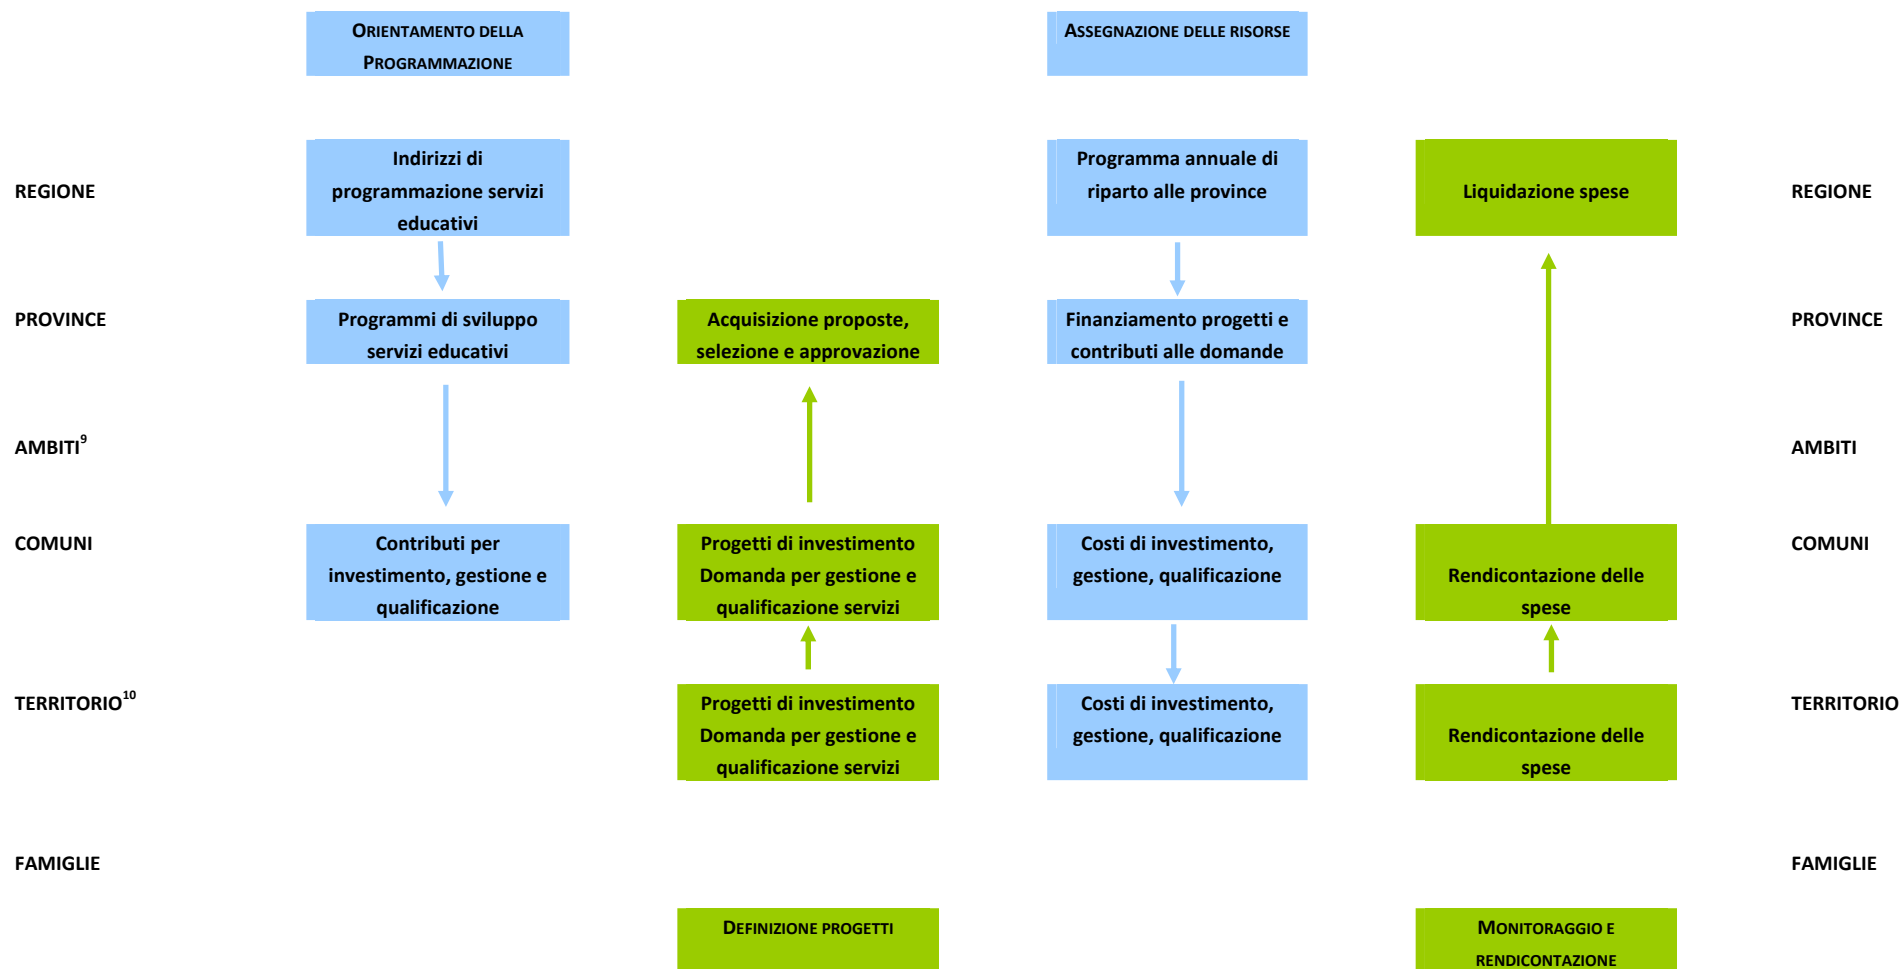 ORIENTAMENTO DELLA
PROGRAMMAZIONE
ASSEGNAZIONE DELLE RISORSE
REGIONE
Indirizzi di
programmazione servizi
educativi
Programma annuale di
riparto alle province
Liquidazione spese
REGIONE
PROVINCE
Programmi di sviluppo
servizi educativi
Acquisizione proposte,
selezione e approvazione
Finanziamento progetti e
contributi alle domande
PROVINCE
AMBITI9
AMBITI
COMUNI
Contributi per
investimento, gestione e
qualificazione
Progetti di investimento
Domanda per gestione e
qualificazione servizi
Costi di investimento,
gestione, qualificazione
Rendicontazione delle
spese
COMUNI
TERRITORIO10
Progetti di investimento
Domanda per gestione e
qualificazione servizi
Costi di investimento,
gestione, qualificazione
Rendicontazione delle
spese
TERRITORIO
FAMIGLIE
FAMIGLIE
DEFINIZIONE PROGETTI
MONITORAGGIO E
RENDICONTAZIONE